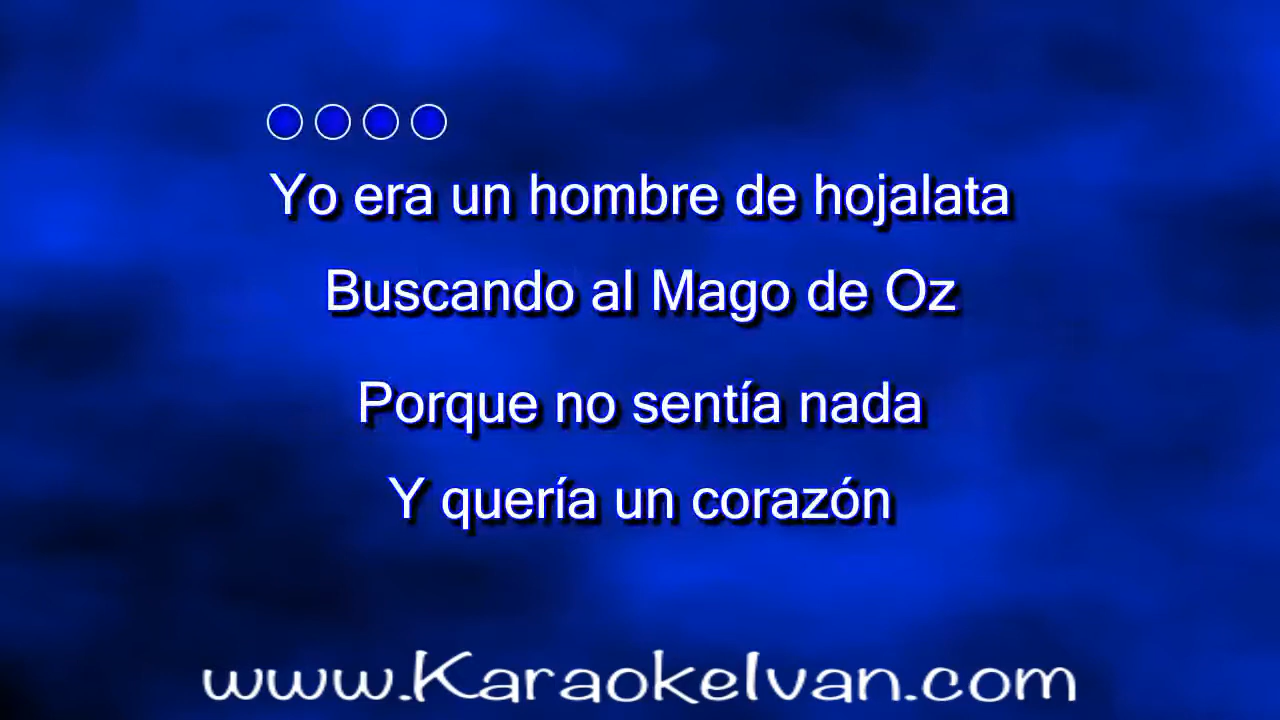 Yo era un hombre de hojalata
Buscando al Mago de Oz
Porque no sentía nada
Y quería un corazón
www.KaraokeIvan.com